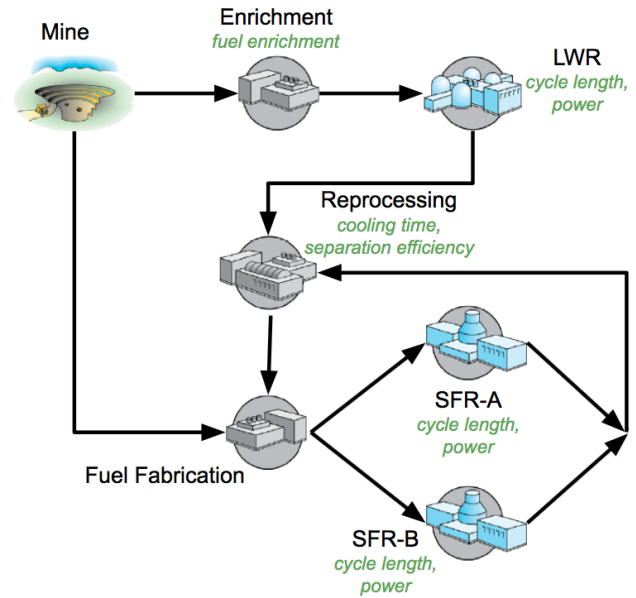 Mine
Enrichment
fuel enrichment
LWR
cycle length,
power
Reprocessing
cooling time,
separation efficiency
SFR-A
cycle length,
power
Fuel Fabrication
SFR-B
cycle length,
power